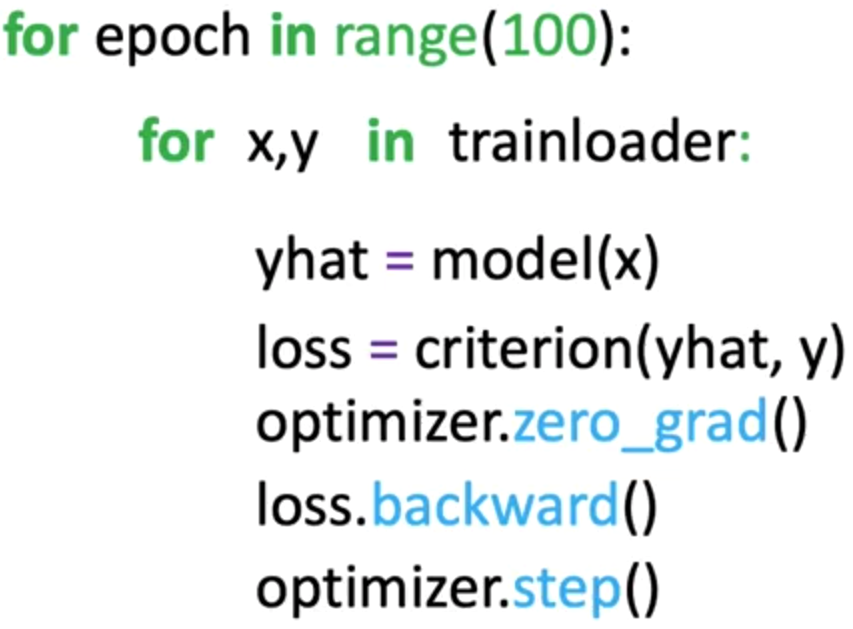 for epoch in range(100):
for x,y in trainloader:
yhat = model(x)
loss = criterion(yhat, y)
optimizer.zero_grad()
loss.backward()
optimizer.step()